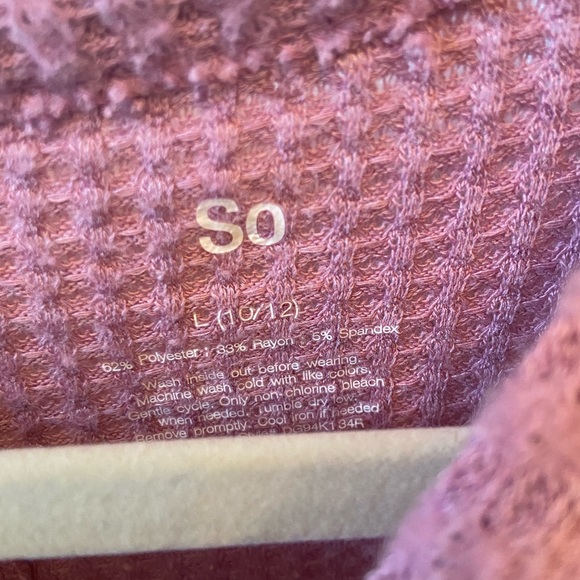 So
L (10/12)
62% Polyester; 33% Rayon; 5% Spandex
Wash inside out before wearing.
Machine wash cold with like colors,
Gentle cycle. Only non-chlorine bleach
when needed. Tumble dry low.
Remove promptly. Cool iron if needed
DG94K134R